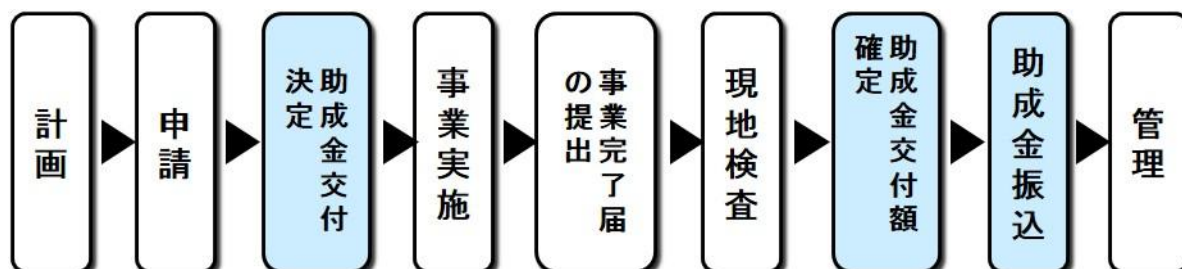 計画
申請
助成金交付
決定
事業実施
事業完了届
の提出
現地検査
助成金交付額
確定
助成金振込
管理